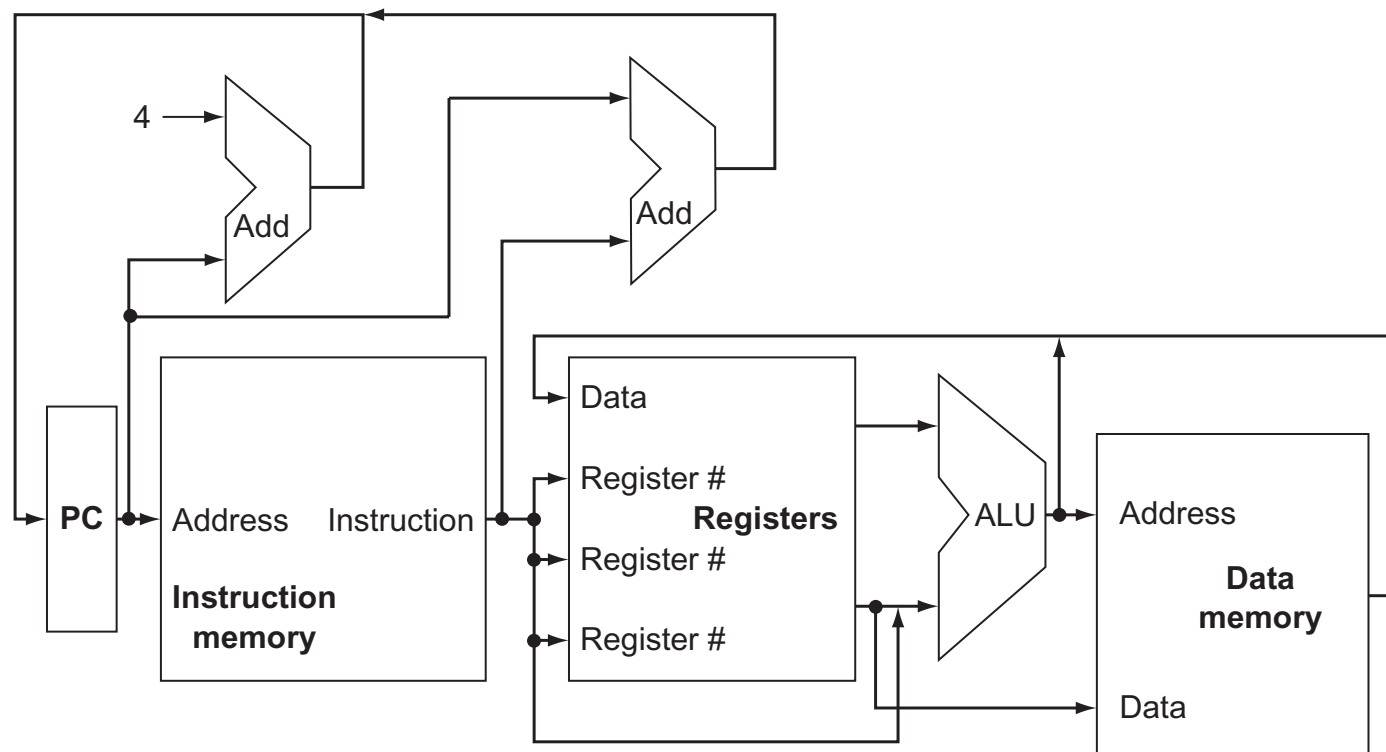 4
Add
Add
Data
Register #
Registers
Register #
Register #
PC
Address
Instruction
Instruction
memory
ALU
Address
Data
memory
Data